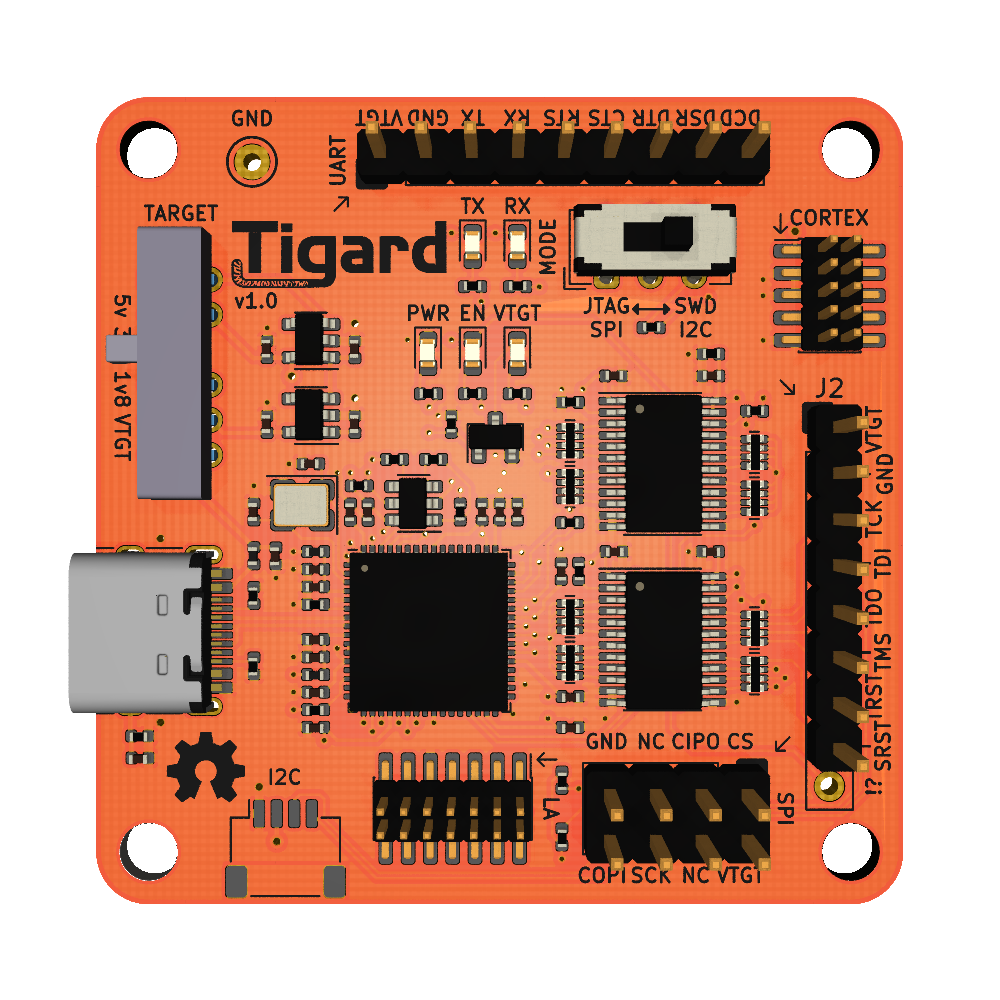 GND
VTGT GND TX RX RTS CTS DTR DSR DCD
UART
TARGET
TX RX
MODE
CORTEX
Tigard
v1.0
JTAG SWD
SPI I2C
PWR EN VTGT
5v
1v8 VTGT
J2
VTGT
GND
TCK
TDI
TDO
TMS
TRST
SRST
!?
GND NC CIPO CS
SPI
COPI SCK NC VTGT
I2C
LA